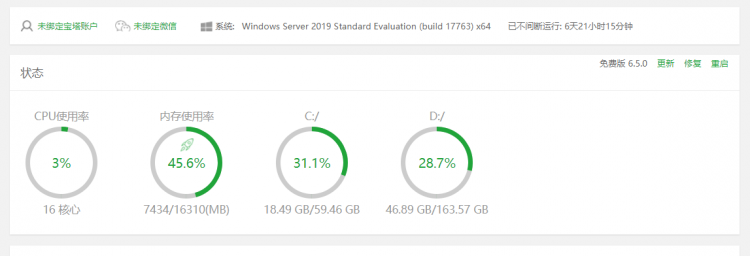 未绑定宝塔账户 未绑定微信 系统: Windows Server 2019 Standard Evaluation (build 17763) x64 已不间断运行: 6天21小时15分钟
免费版 6.5.0 更新 修复 重启
状态
CPU使用率 内存使用率 C:/ D:/
3% 45.6% 31.1% 28.7%
16 核心 7434/16310(MB) 18.49 GB/59.46 GB 46.89 GB/163.57 GB